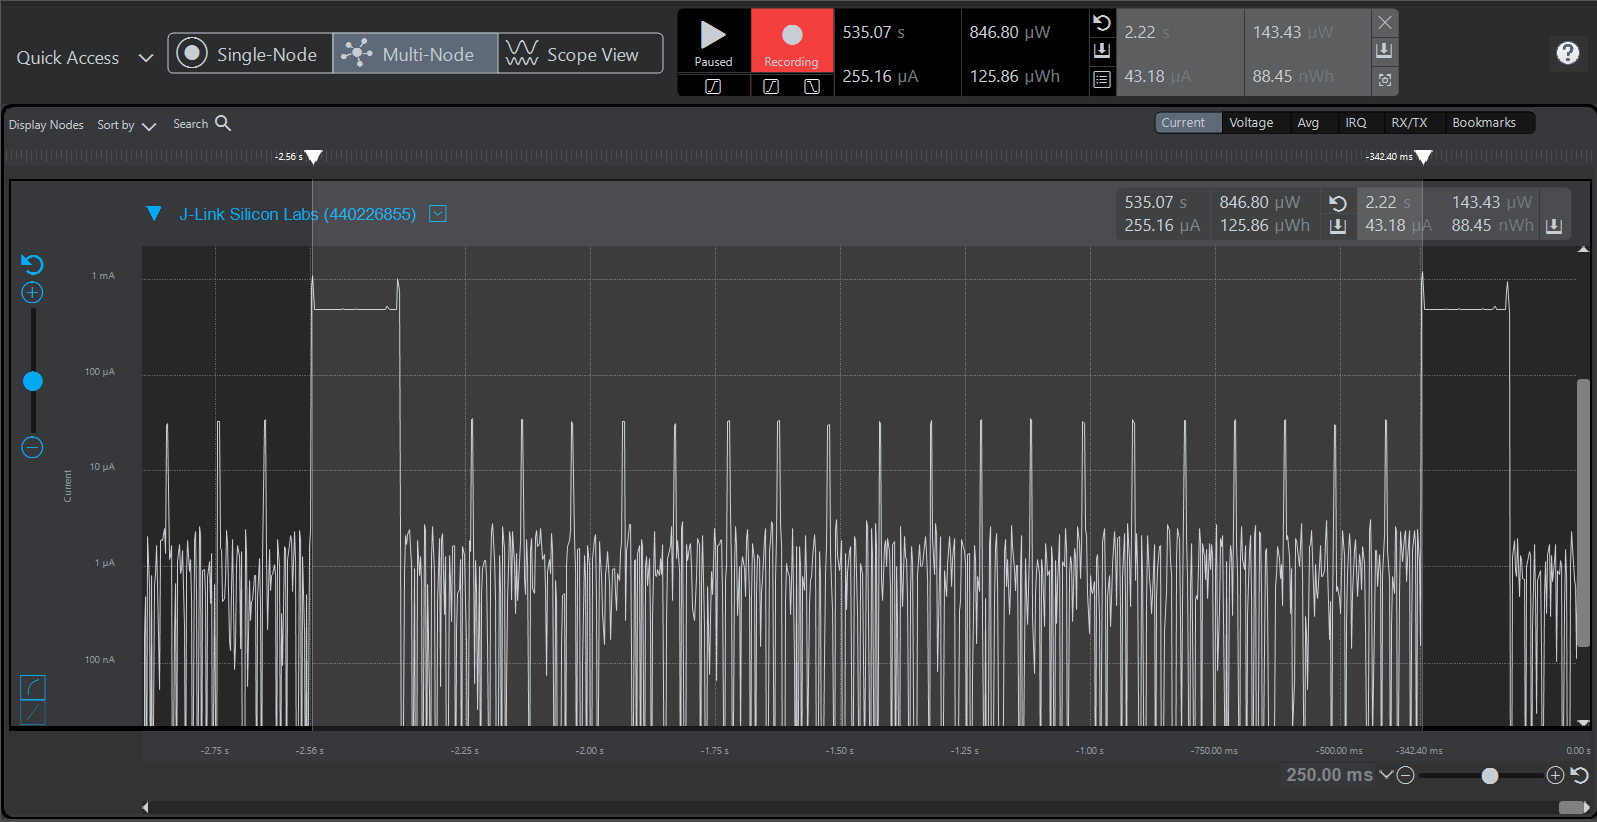 Quick Access
Single-Node
Multi-Node
Scope View
Paused
Recording
535.07 s
846.80 µW
255.16 µA
125.86 µWh
2.22 s
143.43 µW
43.18 µA
88.45 nWh
?
Display Nodes
Sort by
Search
Current
Voltage
Avg
IRQ
RX/TX
Bookmarks
-2.56 s
-342.40 ms
J-Link Silicon Labs (440226855)
535.07 s
846.80 µW
2.22 s
143.43 µW
255.16 µA
125.86 µWh
43.18 µA
88.45 nWh
1 mA
100 µA
10 µA
Current
1 µA
100 nA
-2.75 s
-2.56 s
-2.25 s
-2.00 s
-1.75 s
-1.50 s
-1.25 s
-1.00 s
-750.00 ms
-500.00 ms
-342.40 ms
0.00 s
250.00 ms